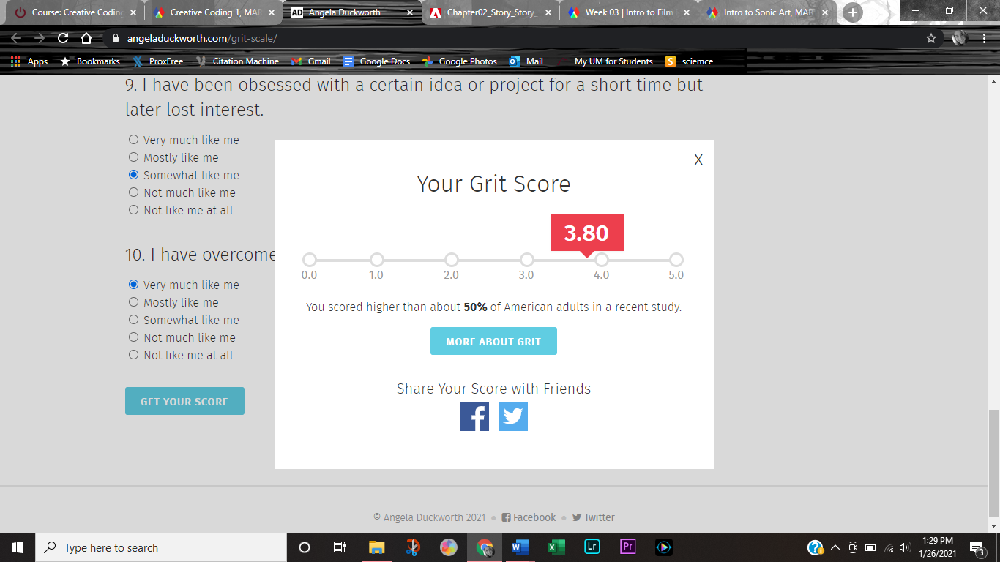 Course: Creative Coding
Creative Coding 1, MAR
AD Angela Duckworth
Chapter02_Story_Story_
Week 03 | Intro to Film
Intro to Sonic Art, MAR
angeladuckworth.com/grit-scale/
Apps
Bookmarks
ProxFree
Citation Machine
Gmail
Google Docs
Google Photos
Mail
My UM for Students
S sciemce
9. I have been obsessed with a certain idea or project for a short time but
later lost interest.
Very much like me
Mostly like me
Somewhat like me
Not much like me
Not like me at all
10. I have overcome
Very much like me
Mostly like me
Somewhat like me
Not much like me
Not like me at all
GET YOUR SCORE
X
Your Grit Score
3.80
0.0 1.0 2.0 3.0 4.0 5.0
You scored higher than about 50% of American adults in a recent study.
MORE ABOUT GRIT
Share Your Score with Friends
© Angela Duckworth 2021 • Facebook • Twitter
Type here to search
Lr
Pr
1:29 PM
1/26/2021
3